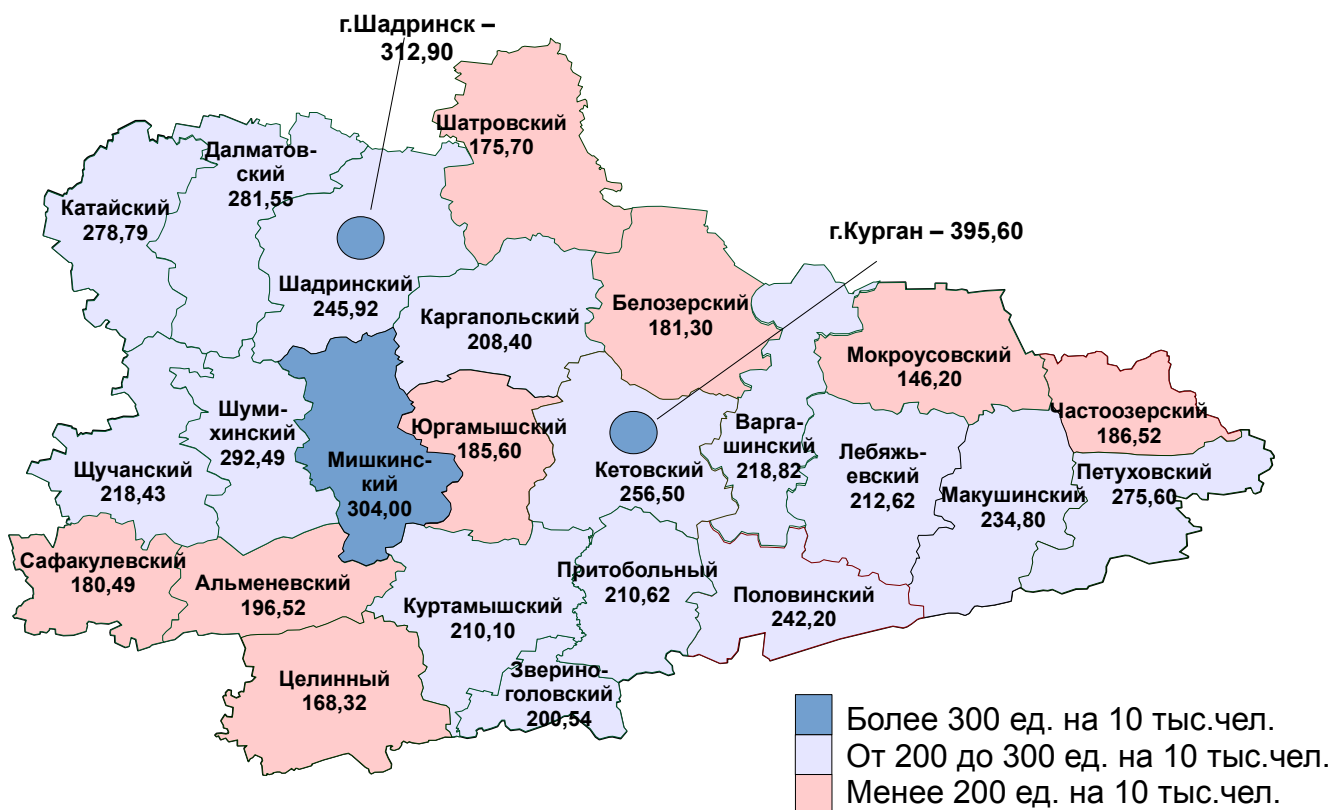 г.Шадринск –
312,90
Шатровский
175,70
Далматов-
ский
281,55
Катайский
278,79
г.Курган – 395,60
Шадринский
245,92
Белозерский
181,30
Каргапольский
208,40
Мокроусовский
146,20
Частоозерский
186,52
Шуми-
хинский
292,49
Юргамышский
185,60
Варга-
шинский
218,82
Лебяжь-
евский
212,62
Щучанский
218,43
Мишкинс-
кий
304,00
Кетовский
256,50
Макушинский
234,80
Петуховский
275,60
Сафакулевский
180,49
Альменевский
196,52
Куртамышский
210,10
Притобольный
210,62
Половинский
242,20
Целинный
168,32
Зверино-
головский
200,54
Более 300 ед. на 10 тыс.чел.
От 200 до 300 ед. на 10 тыс.чел.
Менее 200 ед. на 10 тыс.чел.